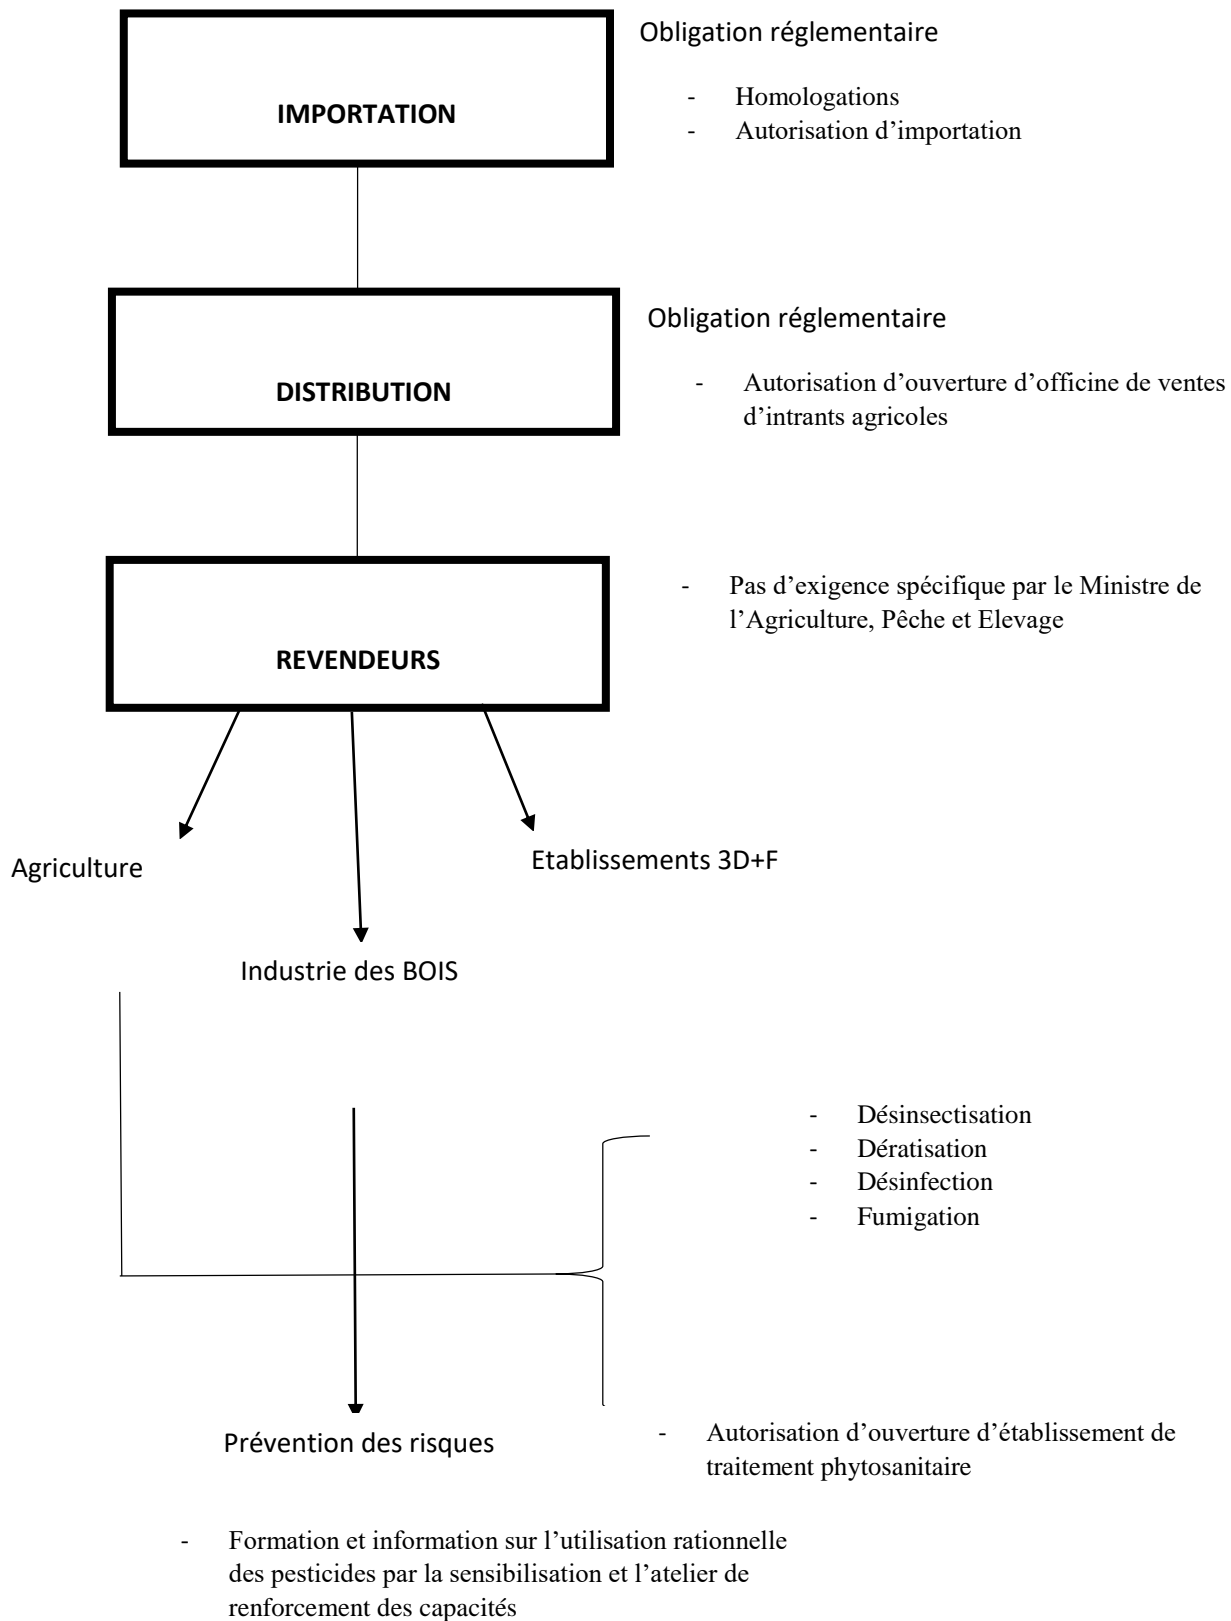 Obligation réglementaire
- Homologations
IMPORTATION
- Autorisation d’importation
Obligation réglementaire
DISTRIBUTION
- Autorisation d’ouverture d’officine de ventes
d’intrants agricoles
- Pas d’exigence spécifique par le Ministre de
l’Agriculture, Pêche et Elevage
REVENDEURS
Agriculture
Etablissements 3D+F
Industrie des BOIS
- Désinsectisation
- Dératisation
- Désinfection
- Fumigation
Prévention des risques
- Autorisation d’ouverture d’établissement de
traitement phytosanitaire
- Formation et information sur l’utilisation rationnelle
des pesticides par la sensibilisation et l’atelier de
renforcement des capacités